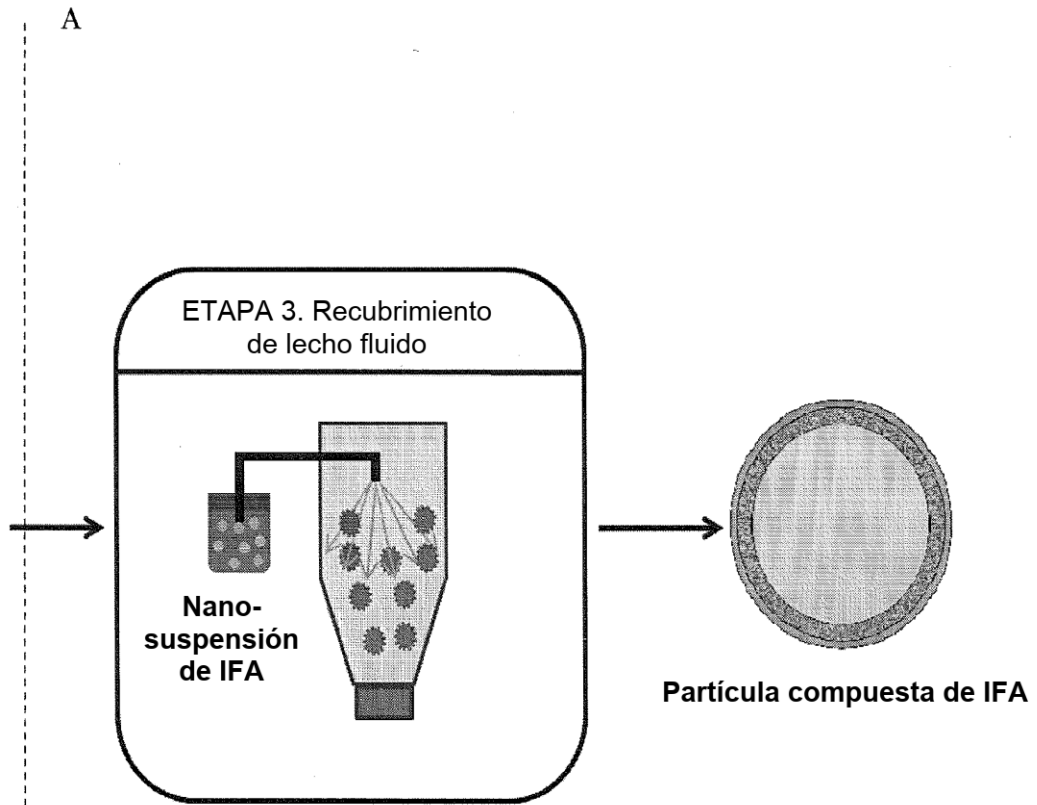 A
ETAPA 3. Recubrimiento
de lecho fluido
Nano-
suspensión
de IFA
Partícula compuesta de IFA